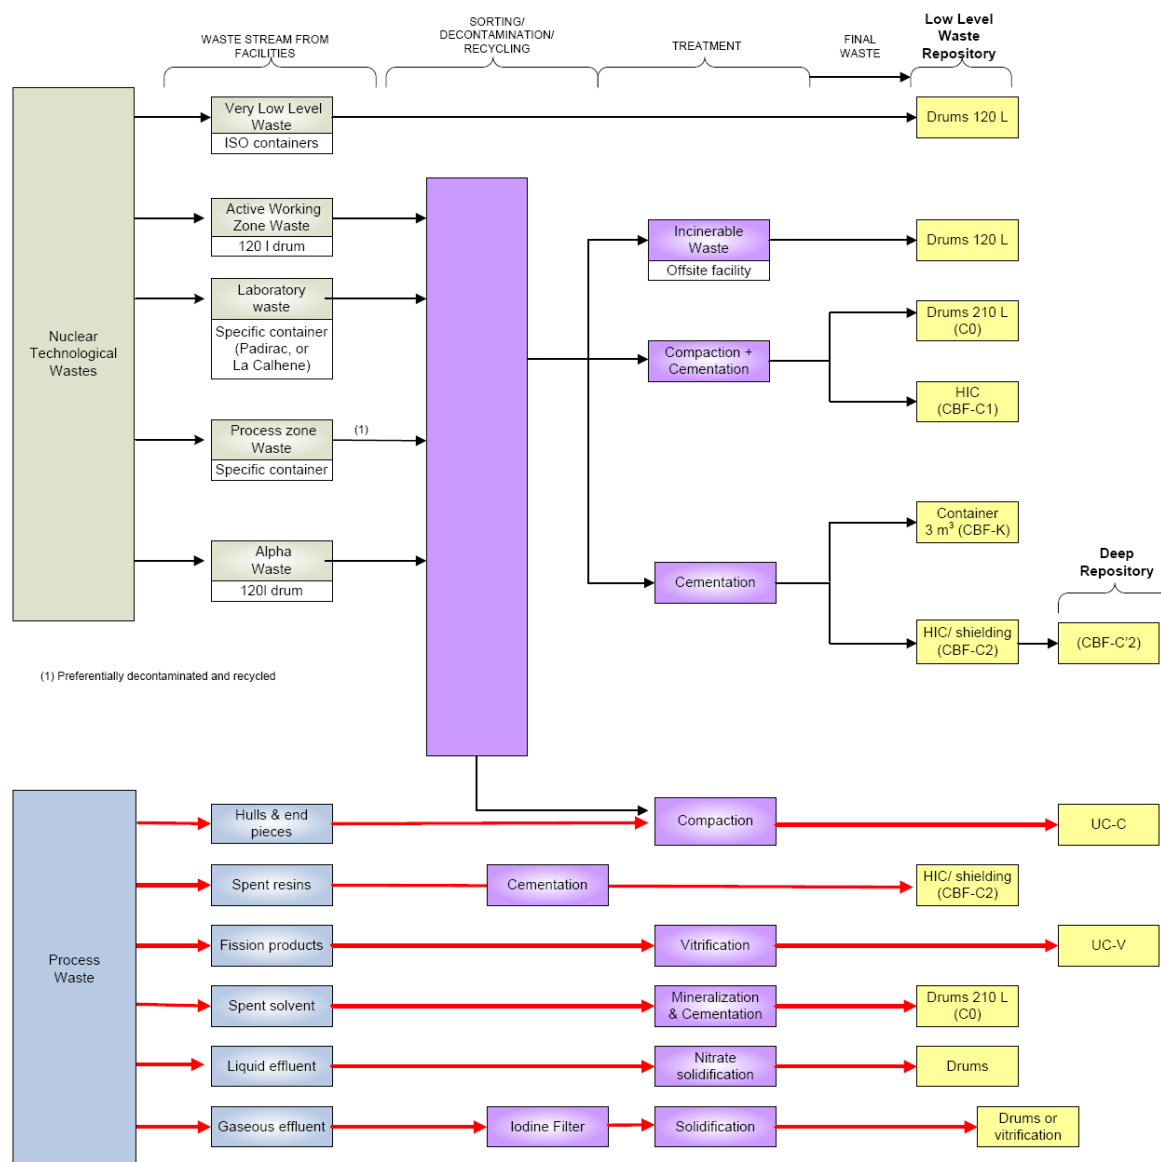 WASTE STREAM FROM
FACILITIES
SORTING/
DECONTAMINATION/
RECYCLING
TREATMENT
FINAL
WASTE
Low Level
Waste
Repository
Nuclear
Technological
Wastes
Very Low Level
Waste
ISO containers
Drums 120 L
Active Working
Zone Waste
120 l drum
Incinerable
Waste
Offsite facility
Drums 120 L
Laboratory
waste
Specific container
(Padirac, or
La Calhene)
Compaction +
Cementation
Drums 210 L
(C0)
HIC
(CBF-C1)
Process zone
Waste
Specific container
(1)
Container
3 m³ (CBF-K)
Alpha
Waste
120l drum
Cementation
Deep
Repository
HIC/ shielding
(CBF-C2)
(CBF-C'2)
(1) Preferentially decontaminated and recycled
Process
Waste
Hulls & end
pieces
Compaction
UC-C
Spent resins
Cementation
HIC/ shielding
(CBF-C2)
Fission products
Vitrification
UC-V
Spent solvent
Mineralization
& Cementation
Drums 210 L
(C0)
Liquid effluent
Nitrate
solidification
Drums
Gaseous effluent
Iodine Filter
Solidification
Drums or
vitrification